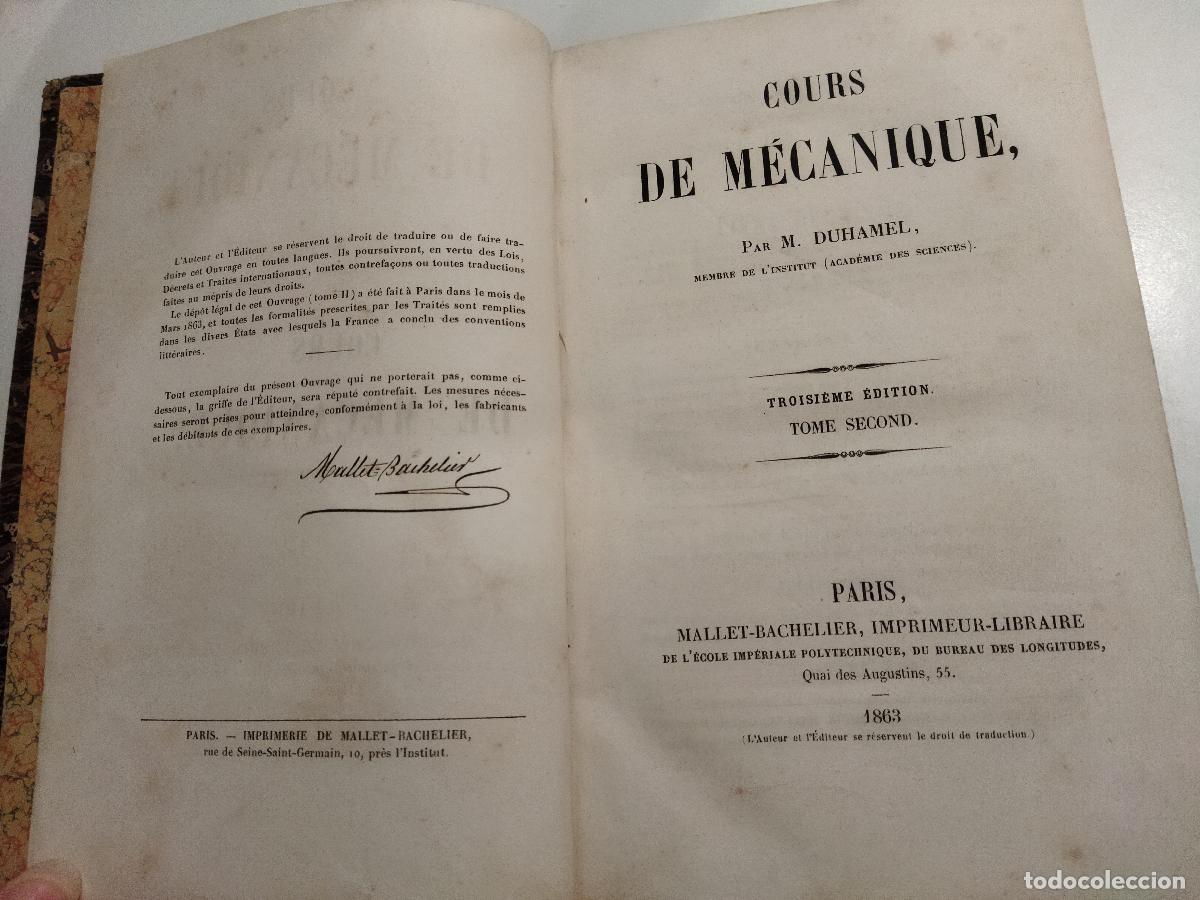 L'Auteur et l'Éditeur se réservent le droit de traduire ou de faire tra-
duire cet Ouvrage en toutes langues. Ils poursuivront, en vertu des Lois,
Décrets et Traités internationaux, toutes contrefaçons ou toutes traductions
faites au mépris de leurs droits.
Le dépôt légal de cet Ouvrage (tome II) a été fait à Paris dans le mois de
Mars 1863, et toutes les formalités prescrites par les Traités sont remplies
dans les divers États avec lesquels la France a conclu des conventions
littéraires.
Tout exemplaire du présent Ouvrage qui ne porterait pas, comme ci-
dessous, la griffe de l'Éditeur, sera réputé contrefait. Les mesures néces-
saires seront prises pour atteindre, conformément à la loi, les fabricants
et les débitants de ces exemplaires.
Mallet-Bachelier
PARIS. — IMPRIMERIE DE MALLET-BACHELIER,
rue de Seine-Saint-Germain, 10, près l'Institut.
COURS
DE MÉCANIQUE,
PAR M. DUHAMEL,
MEMBRE DE L'INSTITUT (ACADÉMIE DES SCIENCES).
TROISIÈME ÉDITION.
TOME SECOND.
PARIS,
MALLET-BACHELIER, IMPRIMEUR-LIBRAIRE
DE L'ÉCOLE IMPÉRIALE POLYTECHNIQUE, DU BUREAU DES LONGITUDES,
Quai des Augustins, 55.
1863
(L'Auteur et l'Éditeur se réservent le droit de traduction.)
todocoleccion